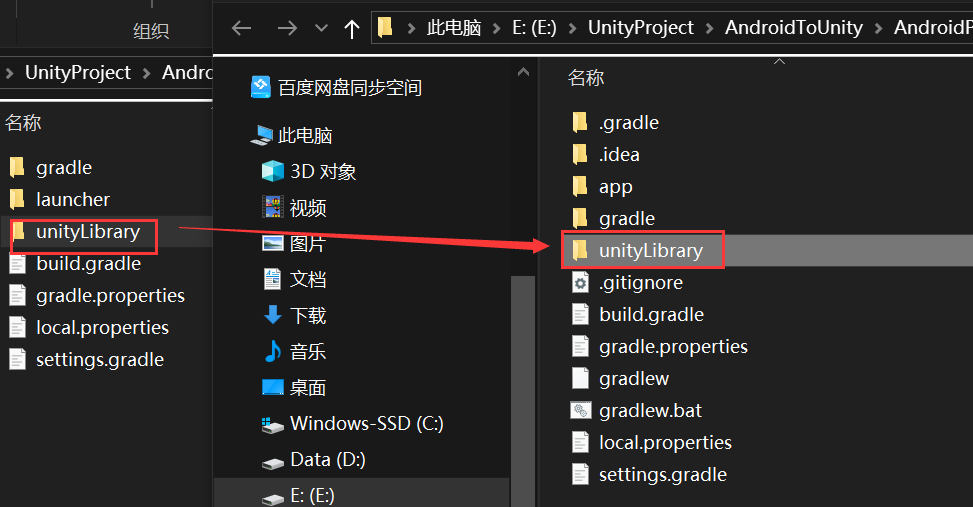 组织
UnityProject > Andro
名称
gradle
launcher
unityLibrary
build.gradle
gradle.properties
local.properties
settings.gradle
此电脑 > E: (E:) > UnityProject > AndroidToUnity > AndroidP
百度网盘同步空间
此电脑
3D 对象
视频
图片
文档
下载
音乐
桌面
Windows-SSD (C:)
Data (D:)
E: (E:)
名称
.gradle
.idea
app
gradle
unityLibrary
.gitignore
build.gradle
gradle.properties
gradlew
gradlew.bat
local.properties
settings.gradle